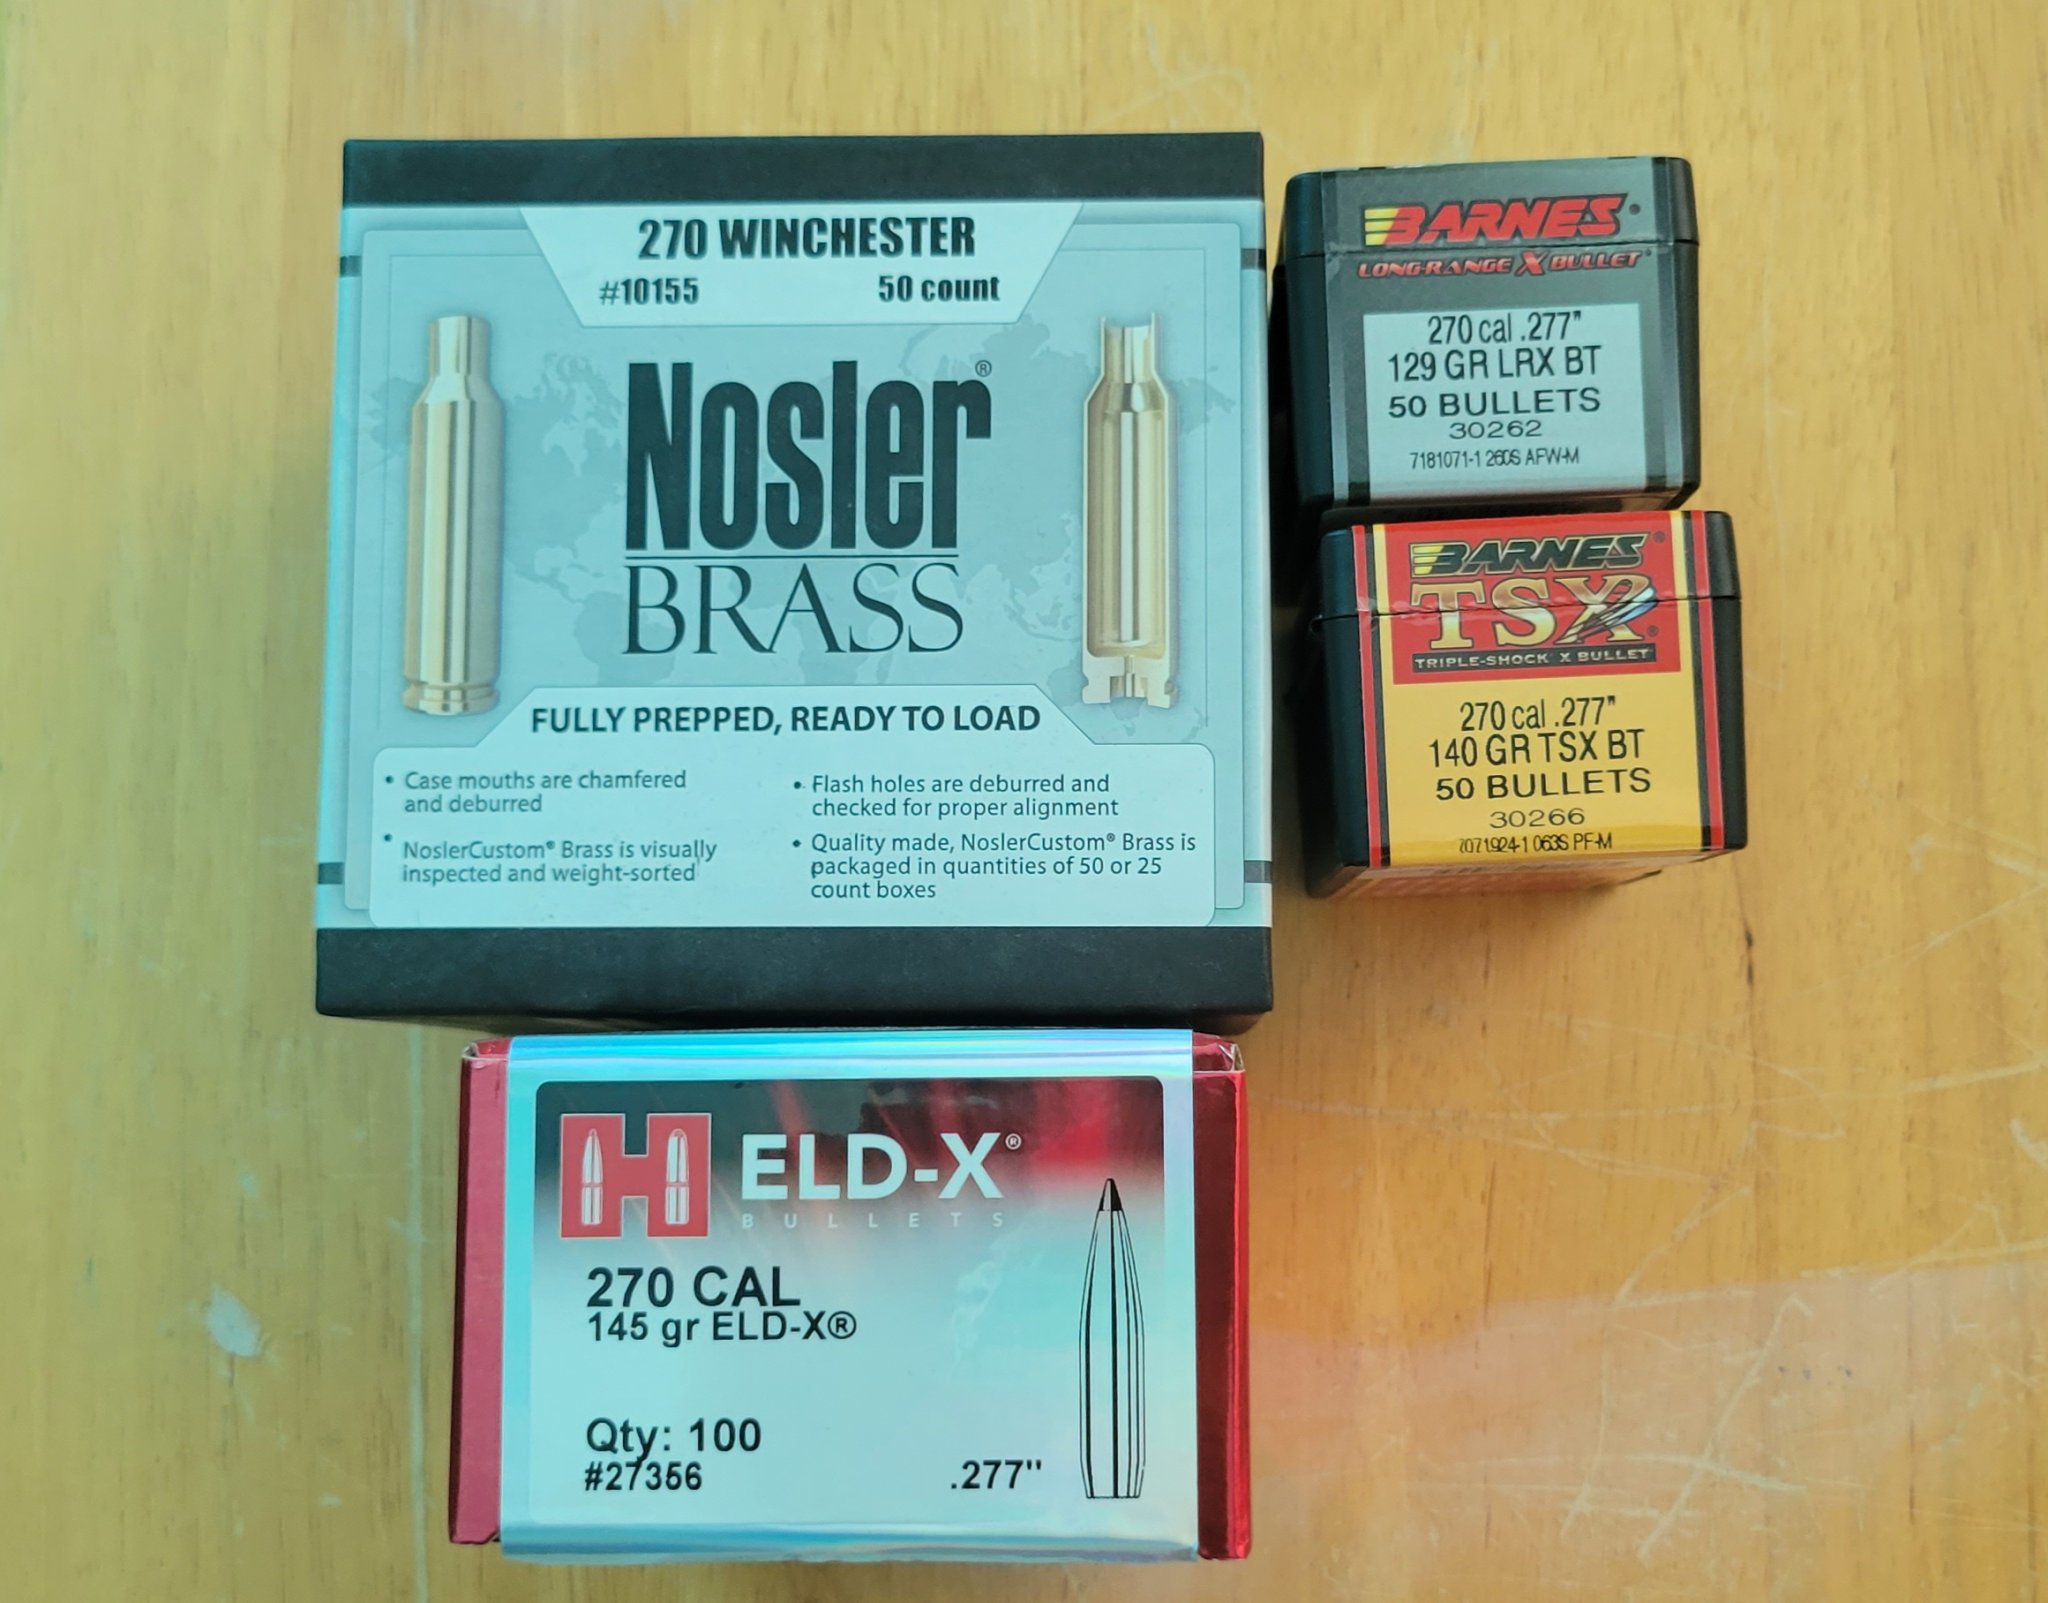 270 WINCHESTER
#10155 50 count
Nosler®
BRASS
FULLY PREPPED, READY TO LOAD
• Case mouths are chamfered
and deburred
• NoslerCustom® Brass is visually
inspected and weight-sorted
• Flash holes are deburred and
checked for proper alignment
• Quality made, NoslerCustom® Brass is
packaged in quantities of 50 or 25
count boxes
BARNES®
LONG-RANGE X BULLET®
270 cal .277"
129 GR LRX BT
50 BULLETS
30262
7181071-1 260S AFW-M
BARNES®
TSX®
TRIPLE-SHOCK X BULLET
270 cal .277"
140 GR TSX BT
50 BULLETS
30266
7071924-1 063S PF-M
H ELD-X®
BULLETS
270 CAL
145 gr ELD-X®
Qty: 100
#27356 .277"